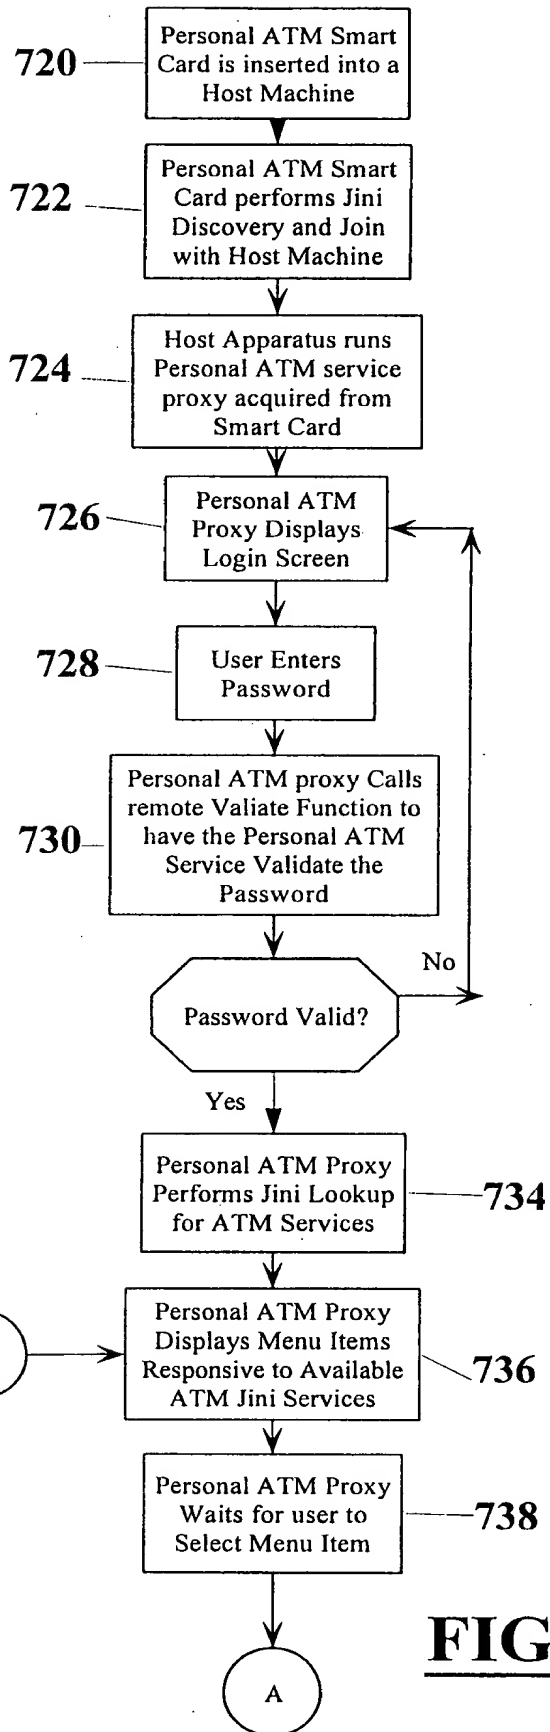 720
Personal ATM Smart
Card is inserted into a
Host Machine
722
Personal ATM Smart
Card performs Jini
Discovery and Join
with Host Machine
724
Host Apparatus runs
Personal ATM service
proxy acquired from
Smart Card
726
Personal ATM
Proxy Displays
Login Screen
728
User Enters
Password
730
Personal ATM proxy Calls
remote Valiate Function to
have the Personal ATM
Service Validate the
Password
No
Password Valid?
Yes
Personal ATM Proxy
Performs Jini Lookup
for ATM Services
734
Personal ATM Proxy
Displays Menu Items
Responsive to Available
ATM Jini Services
736
Personal ATM Proxy
Waits for user to
Select Menu Item
738
FIG
A